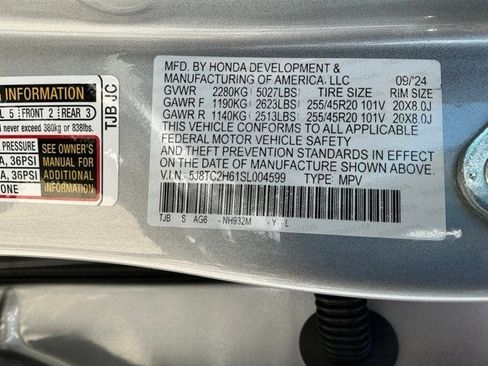 INFORMATION
L 5 FRONT 2 REAR 3
never exceed 380kg or 838lbs.
PRESSURE
A, 36PSI
A, 36PSI
ONE
SEE OWNER'S
MANUAL FOR
ADDITIONAL
INFORMATION
TJB JC
MFD. BY HONDA DEVELOPMENT &
MANUFACTURING OF AMERICA, LLC 09/'24
GVWR 2280KG 5027LBS TIRE SIZE RIM SIZE
GAWR F 1190KG 2623LBS 255/45R20 101V 20X8.0J
GAWR R 1140KG 2513LBS 255/45R20 101V 20X8.0J
THIS VEHICLE CONFORMS TO ALL APPLICABLE
FEDERAL MOTOR VEHICLE SAFETY, BUMPER,
AND THEFT PREVENTION STANDARDS IN EFFECT
ON THE DATE OF MANUFACTURE SHOWN ABOVE.
V.I.N.: 5J8TC2H61SL004599 TYPE: MPV
TJB S AG6 NH932M Y L